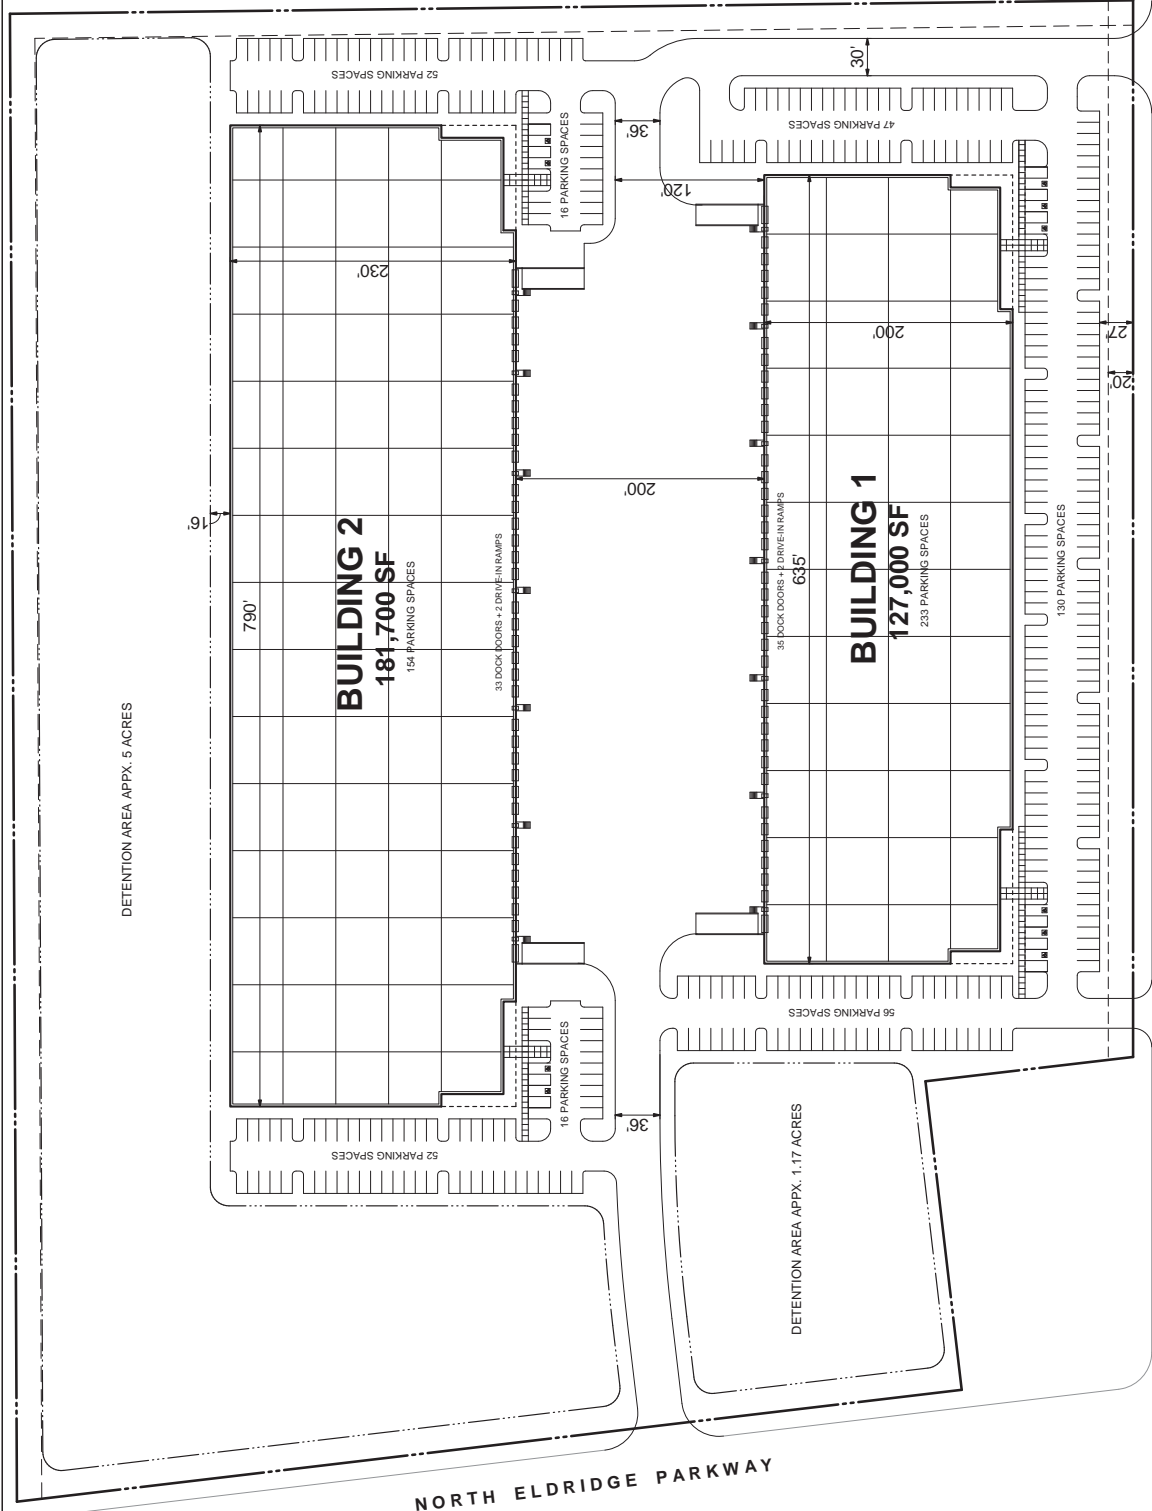 52 PARKING SPACES
16 PARKING SPACES
36'
30'
47 PARKING SPACES
120'
230'
200'
27'
20'
16'
790'
BUILDING 2
181,700 SF
154 PARKING SPACES
33 DOCK DOORS + 2 DRIVE-IN RAMPS
200'
35 DOCK DOORS + 2 DRIVE-IN RAMPS
635'
BUILDING 1
127,000 SF
233 PARKING SPACES
130 PARKING SPACES
DETENTION AREA APPX. 5 ACRES
56 PARKING SPACES
16 PARKING SPACES
36'
52 PARKING SPACES
DETENTION AREA APPX. 1.17 ACRES
NORTH ELDRIDGE PARKWAY